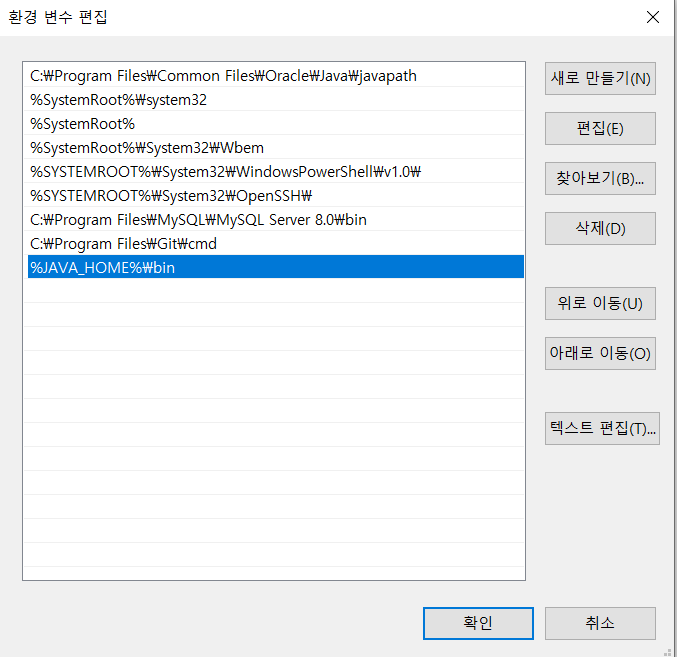 환경 변수 편집
C:₩Program Files₩Common Files₩Oracle₩Java₩javapath
%SystemRoot%₩system32
%SystemRoot%
%SystemRoot%₩System32₩Wbem
%SYSTEMROOT%₩System32₩WindowsPowerShell₩v1.0₩
%SYSTEMROOT%₩System32₩OpenSSH₩
C:₩Program Files₩MySQL₩MySQL Server 8.0₩bin
C:₩Program Files₩Git₩cmd
%JAVA_HOME%₩bin
새로 만들기(N)
편집(E)
찾아보기(B)...
삭제(D)
위로 이동(U)
아래로 이동(O)
텍스트 편집(T)...
확인
취소